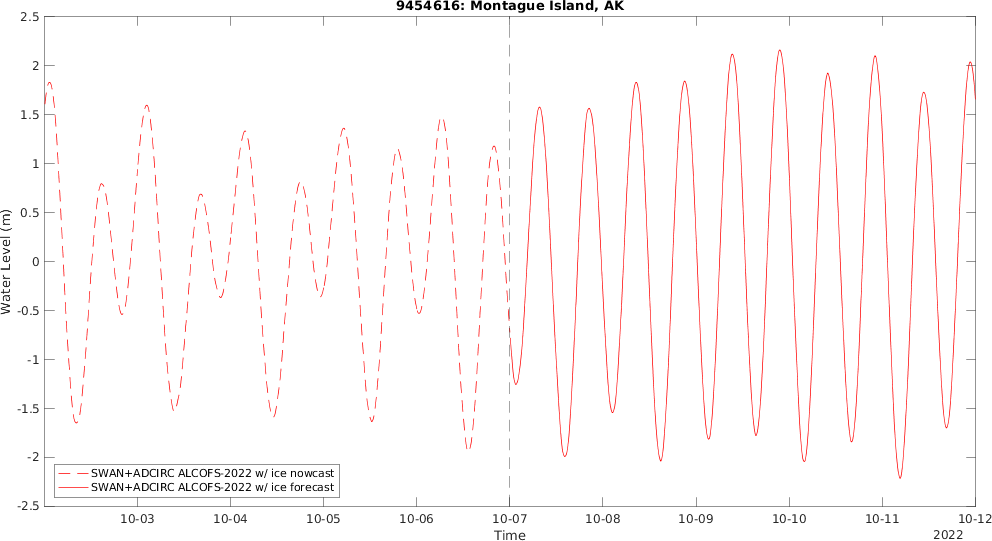 9454616: Montague Island, AK
2.5
2
1.5
1
0.5
0
-0.5
-1
-1.5
-2
-2.5
Water Level (m)
SWAN+ADCIRC ALCOFS-2022 w/ ice nowcast
SWAN+ADCIRC ALCOFS-2022 w/ ice forecast
10-03 10-04 10-05 10-06 10-07 10-08 10-09 10-10 10-11 10-12
Time
2022